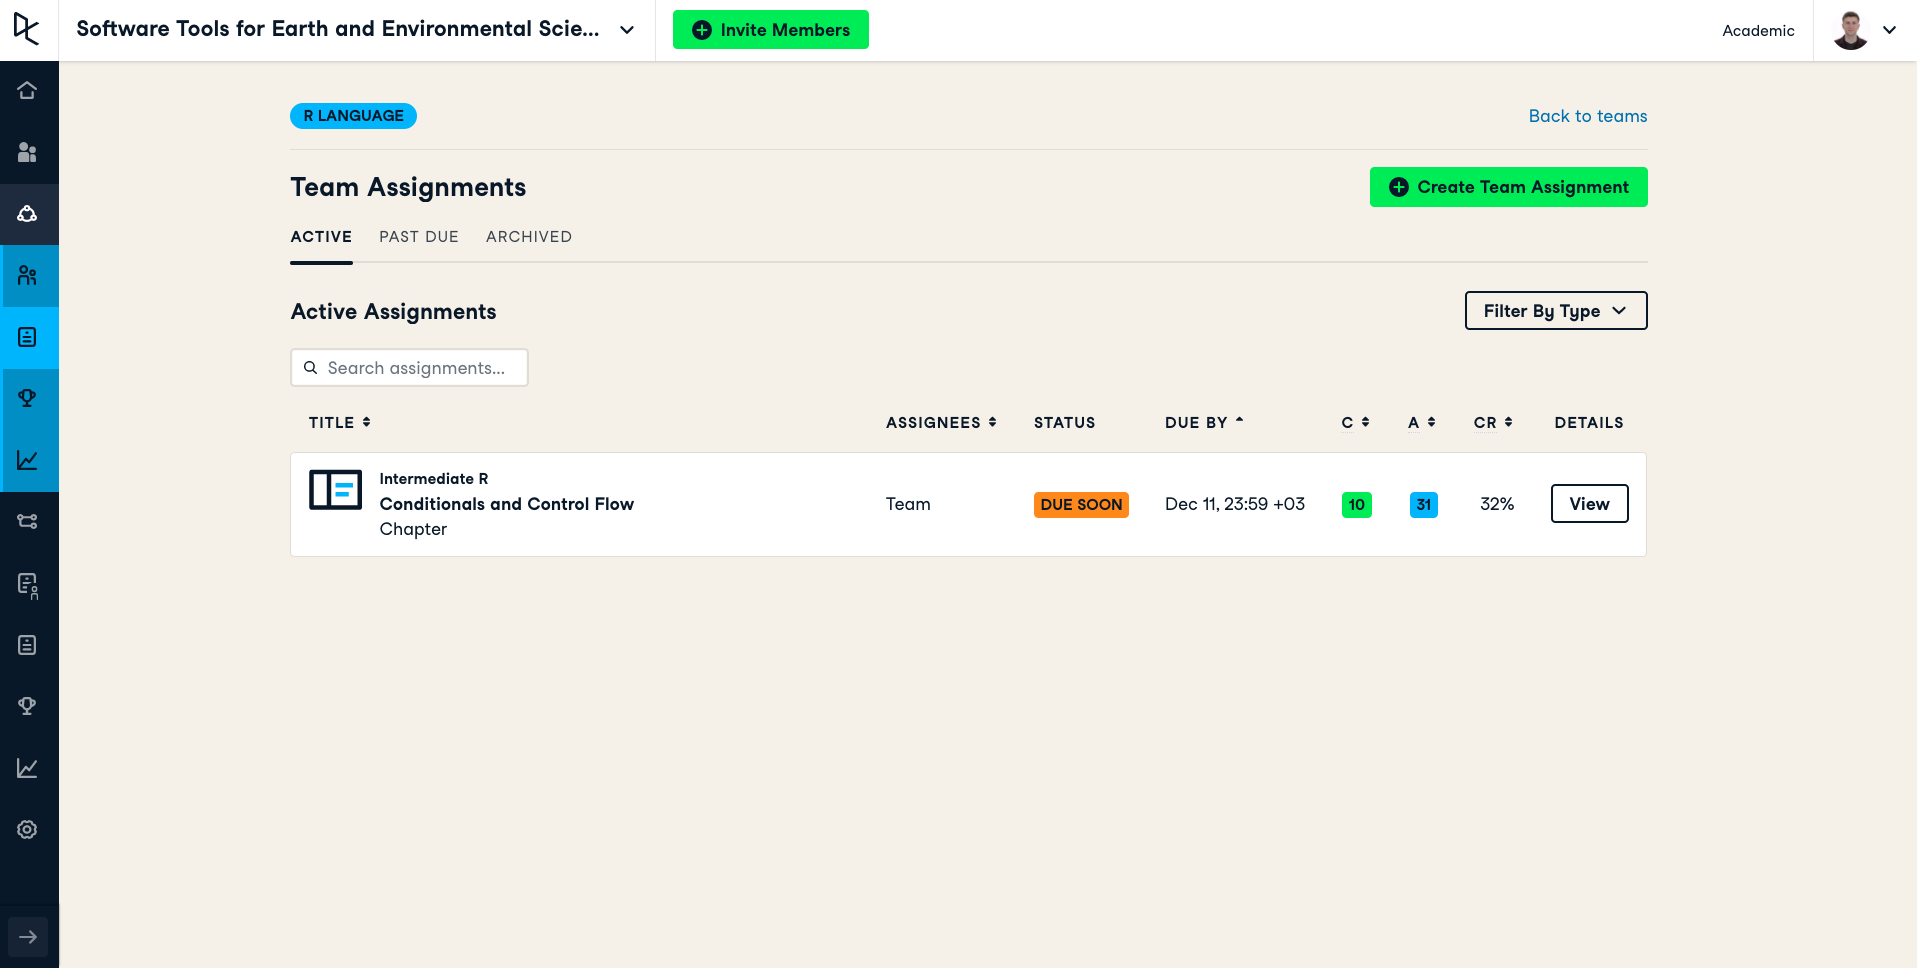 Software Tools for Earth and Environmental Scie...
Invite Members
Academic
R LANGUAGE
Back to teams
Team Assignments
Create Team Assignment
ACTIVE PAST DUE ARCHIVED
Active Assignments
Filter By Type
Search assignments...
TITLE ASSIGNEES STATUS DUE BY C A CR DETAILS
Intermediate R
Conditionals and Control Flow
Team DUE SOON Dec 11, 23:59 +03 10 31 32% View
Chapter